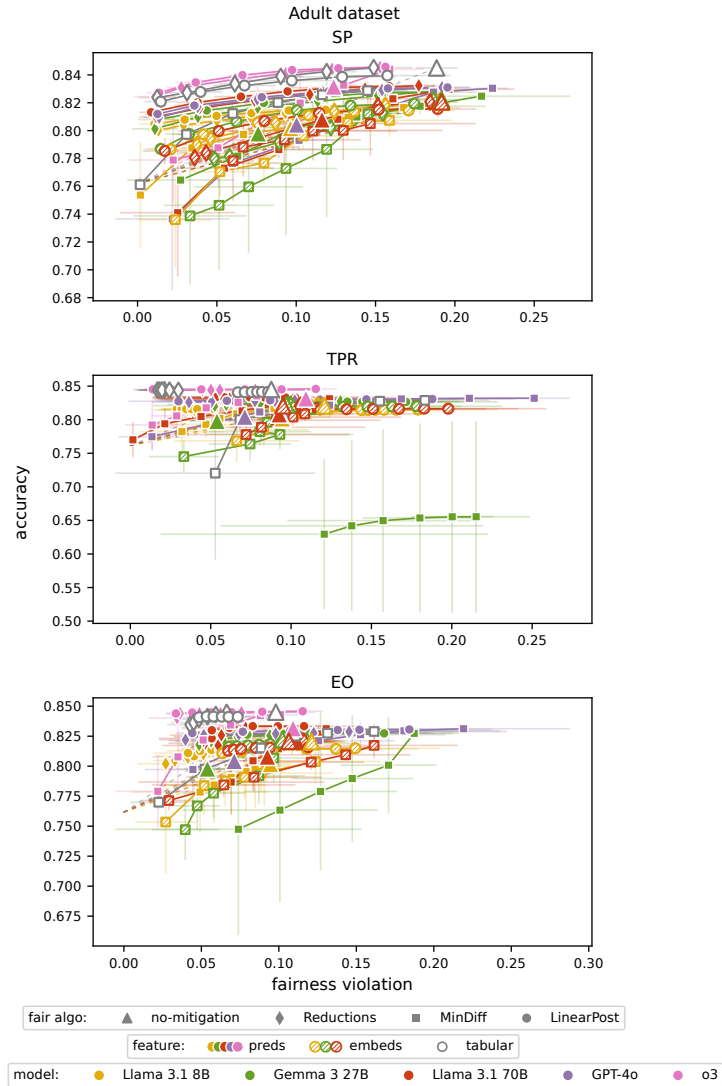 Adult dataset
SP
0.84
0.82
0.80
0.78
0.76
0.74
0.72
0.70
0.68
0.00 0.05 0.10 0.15 0.20 0.25
TPR
0.85
0.80
0.75
0.70
0.65
0.60
0.55
0.50
0.00 0.05 0.10 0.15 0.20 0.25
accuracy
EO
0.850
0.825
0.800
0.775
0.750
0.725
0.700
0.675
0.00 0.05 0.10 0.15 0.20 0.25 0.30
fairness violation
fair algo: no-mitigation Reductions MinDiff LinearPost
feature: preds embeds tabular
model: Llama 3.1 8B Gemma 3 27B Llama 3.1 70B GPT-4o o3